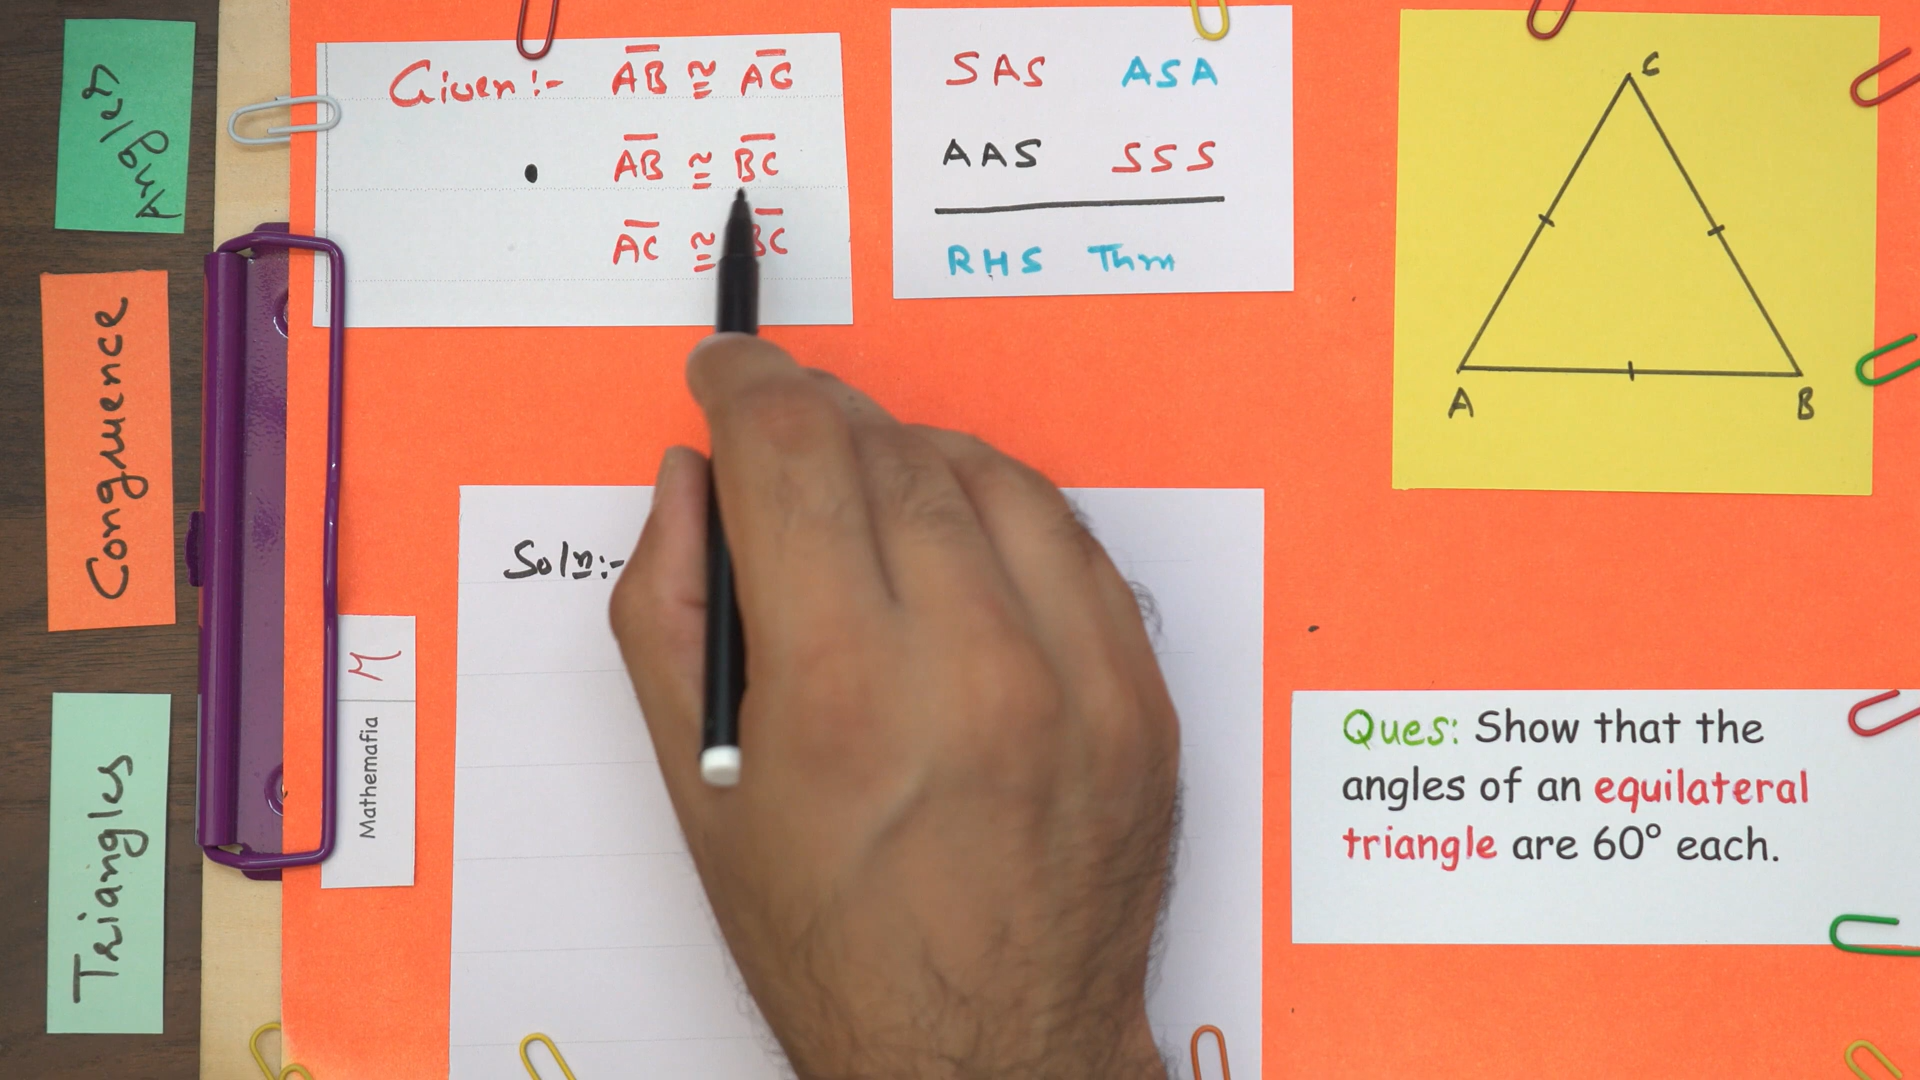 Angles
Congruence
Triangles
Given :- AB ≅ AC
AB ≅ BC
AC ≅ BC
SAS ASA
AAS SSS
RHS Thm
C
A B
Soln:-
M
Mathemafia
Ques: Show that the
angles of an equilateral
triangle are 60° each.